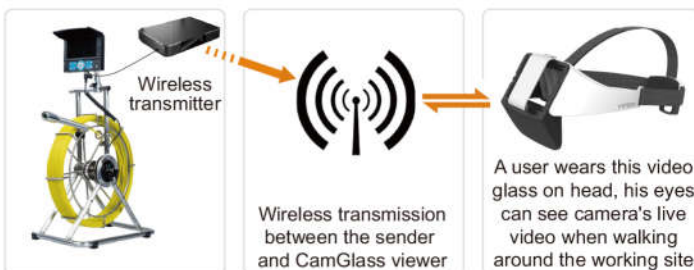 Wireless
transmitter
Wireless transmission
between the sender
and CamGlass viewer
A user wears this video
glass on head, his eyes
can see camera's live
video when walking
around the working site